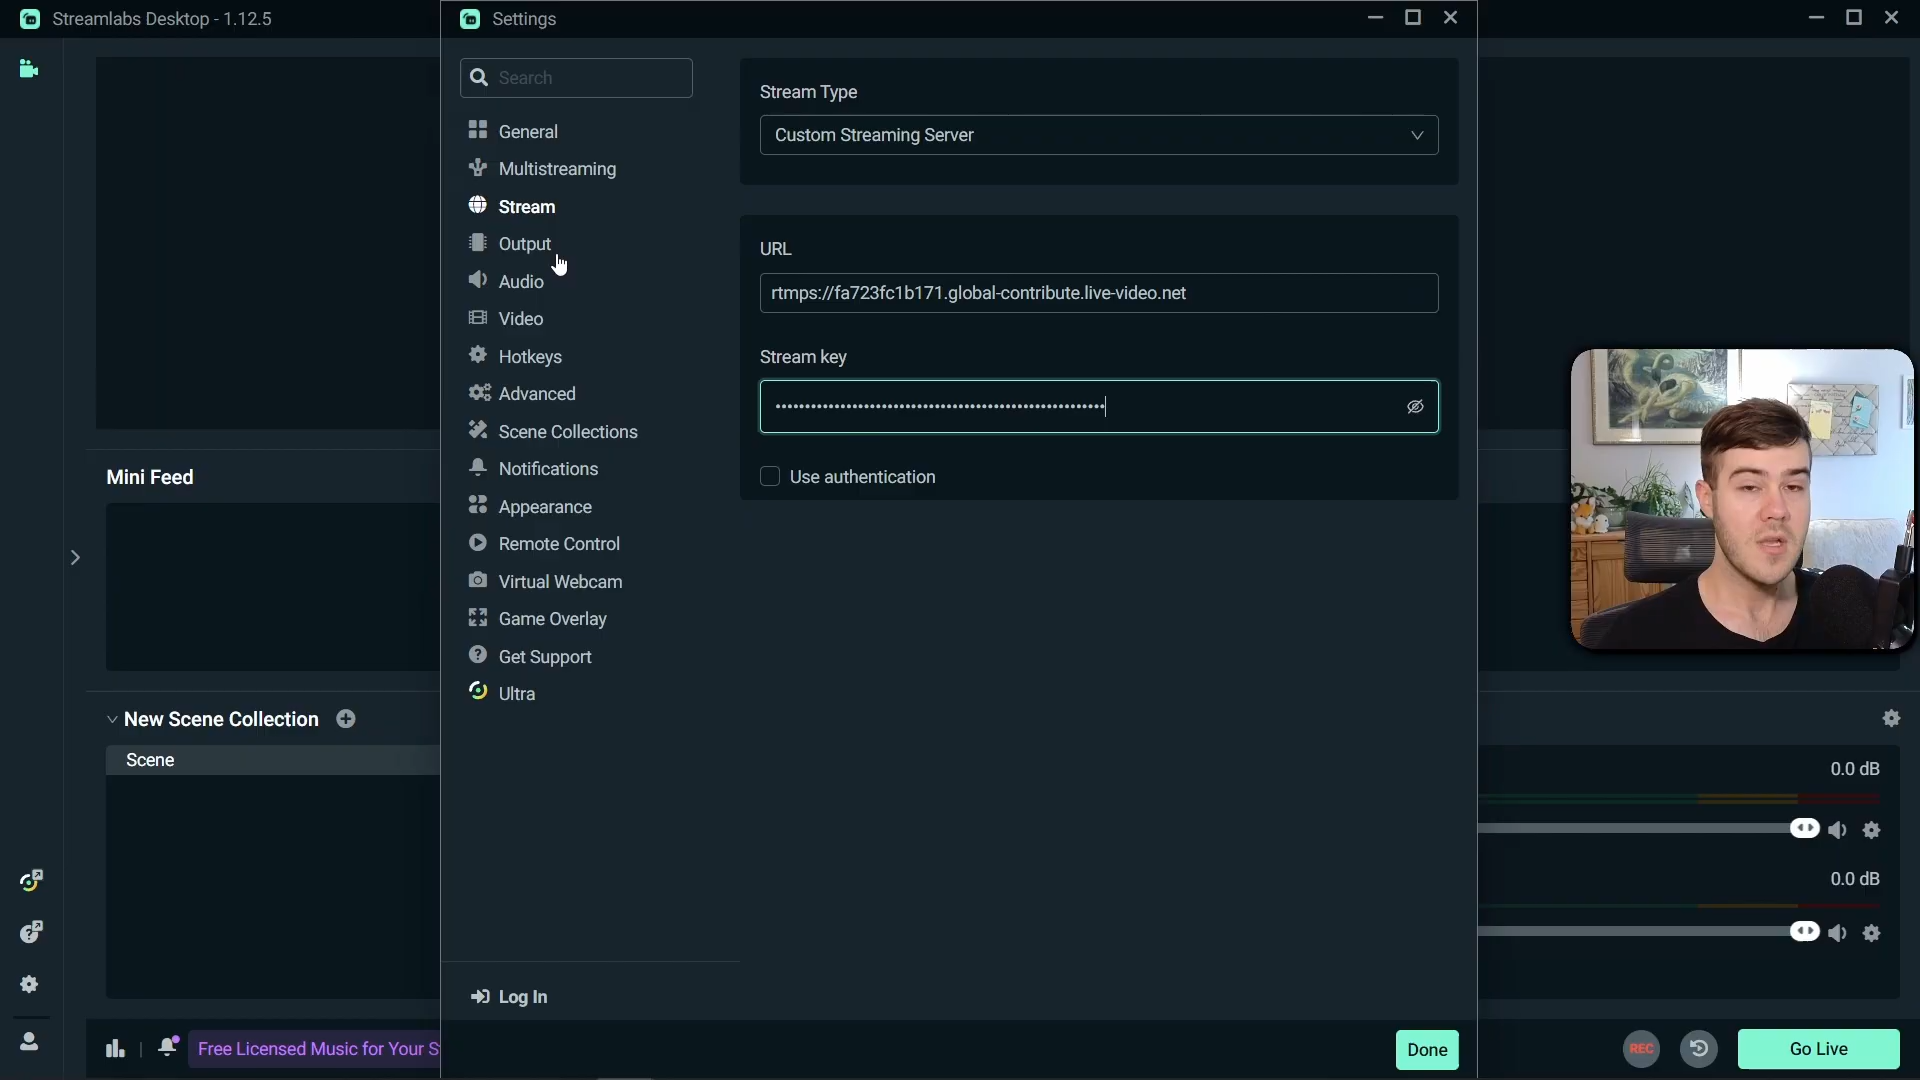 Streamlabs Desktop - 1.12.5
Settings
Search
General
Multistreaming
Stream
Output
Audio
Video
Hotkeys
Advanced
Scene Collections
Notifications
Appearance
Remote Control
Virtual Webcam
Game Overlay
Get Support
Ultra
Log In
Stream Type
Custom Streaming Server
URL
rtmps://fa723fc1b171.global-contribute.live-video.net
Stream key
Use authentication
Done
Mini Feed
New Scene Collection
Scene
0.0 dB
0.0 dB
Free Licensed Music for Your S
REC
Go Live